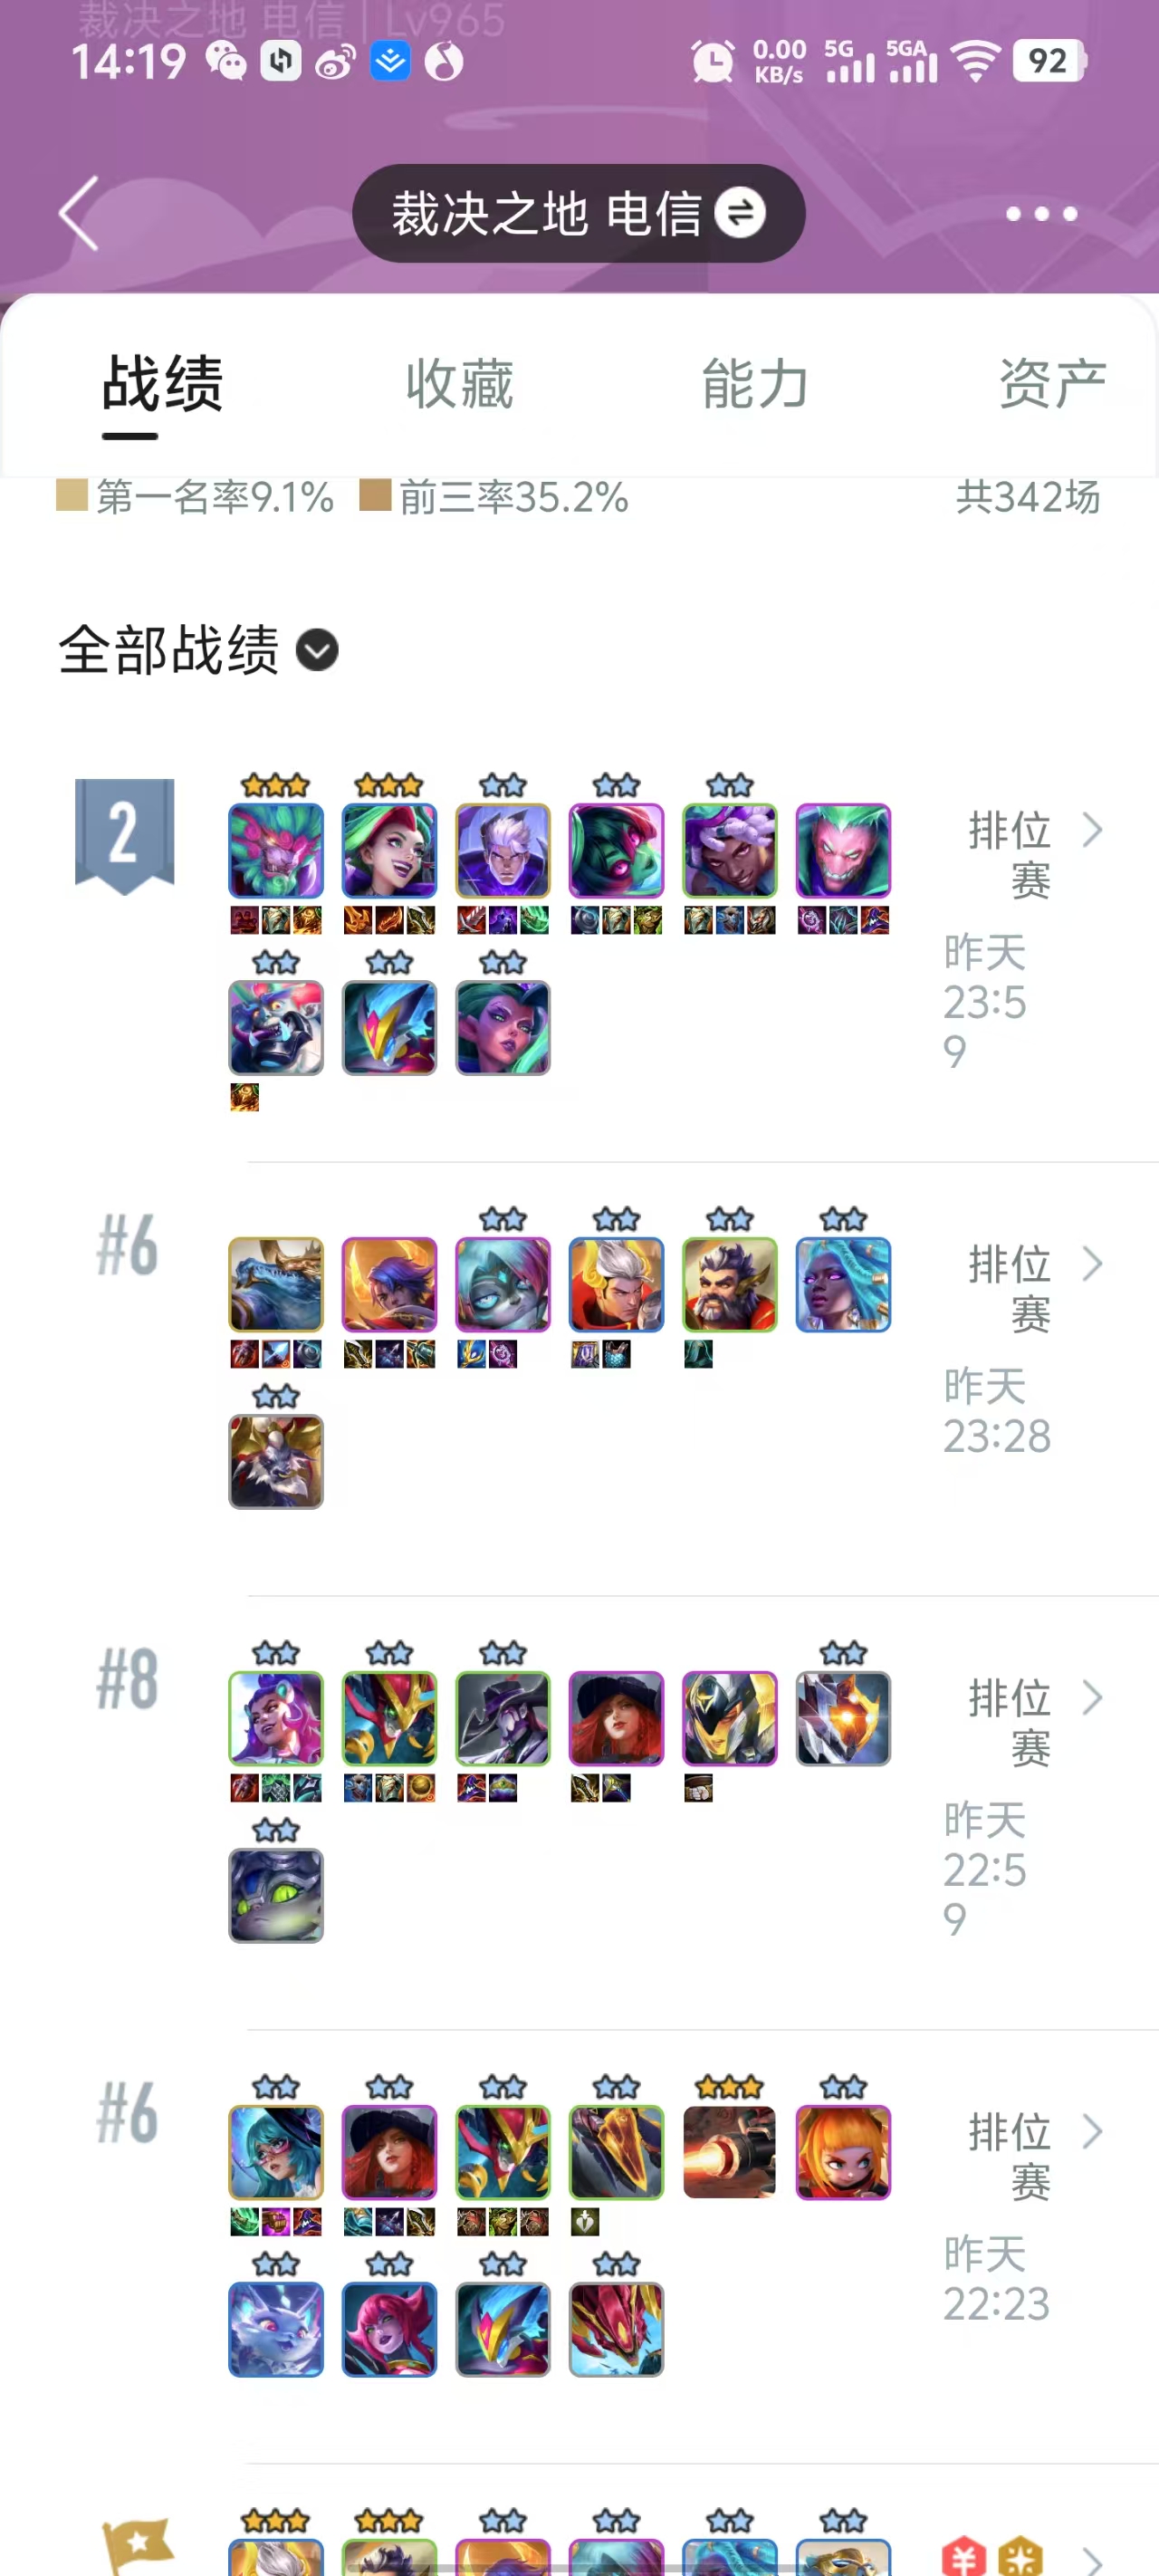 裁决之地 电信 | Lv965
14:19
0.00
KB/s
5G
5GA
92
裁决之地 电信
战绩
收藏
能力
资产
第一名率9.1%
前三率35.2%
共342场
全部战绩
2
排位
赛
昨天
23:5
9
#6
排位
赛
昨天
23:28
#8
排位
赛
昨天
22:5
9
#6
排位
赛
昨天
22:23
¥